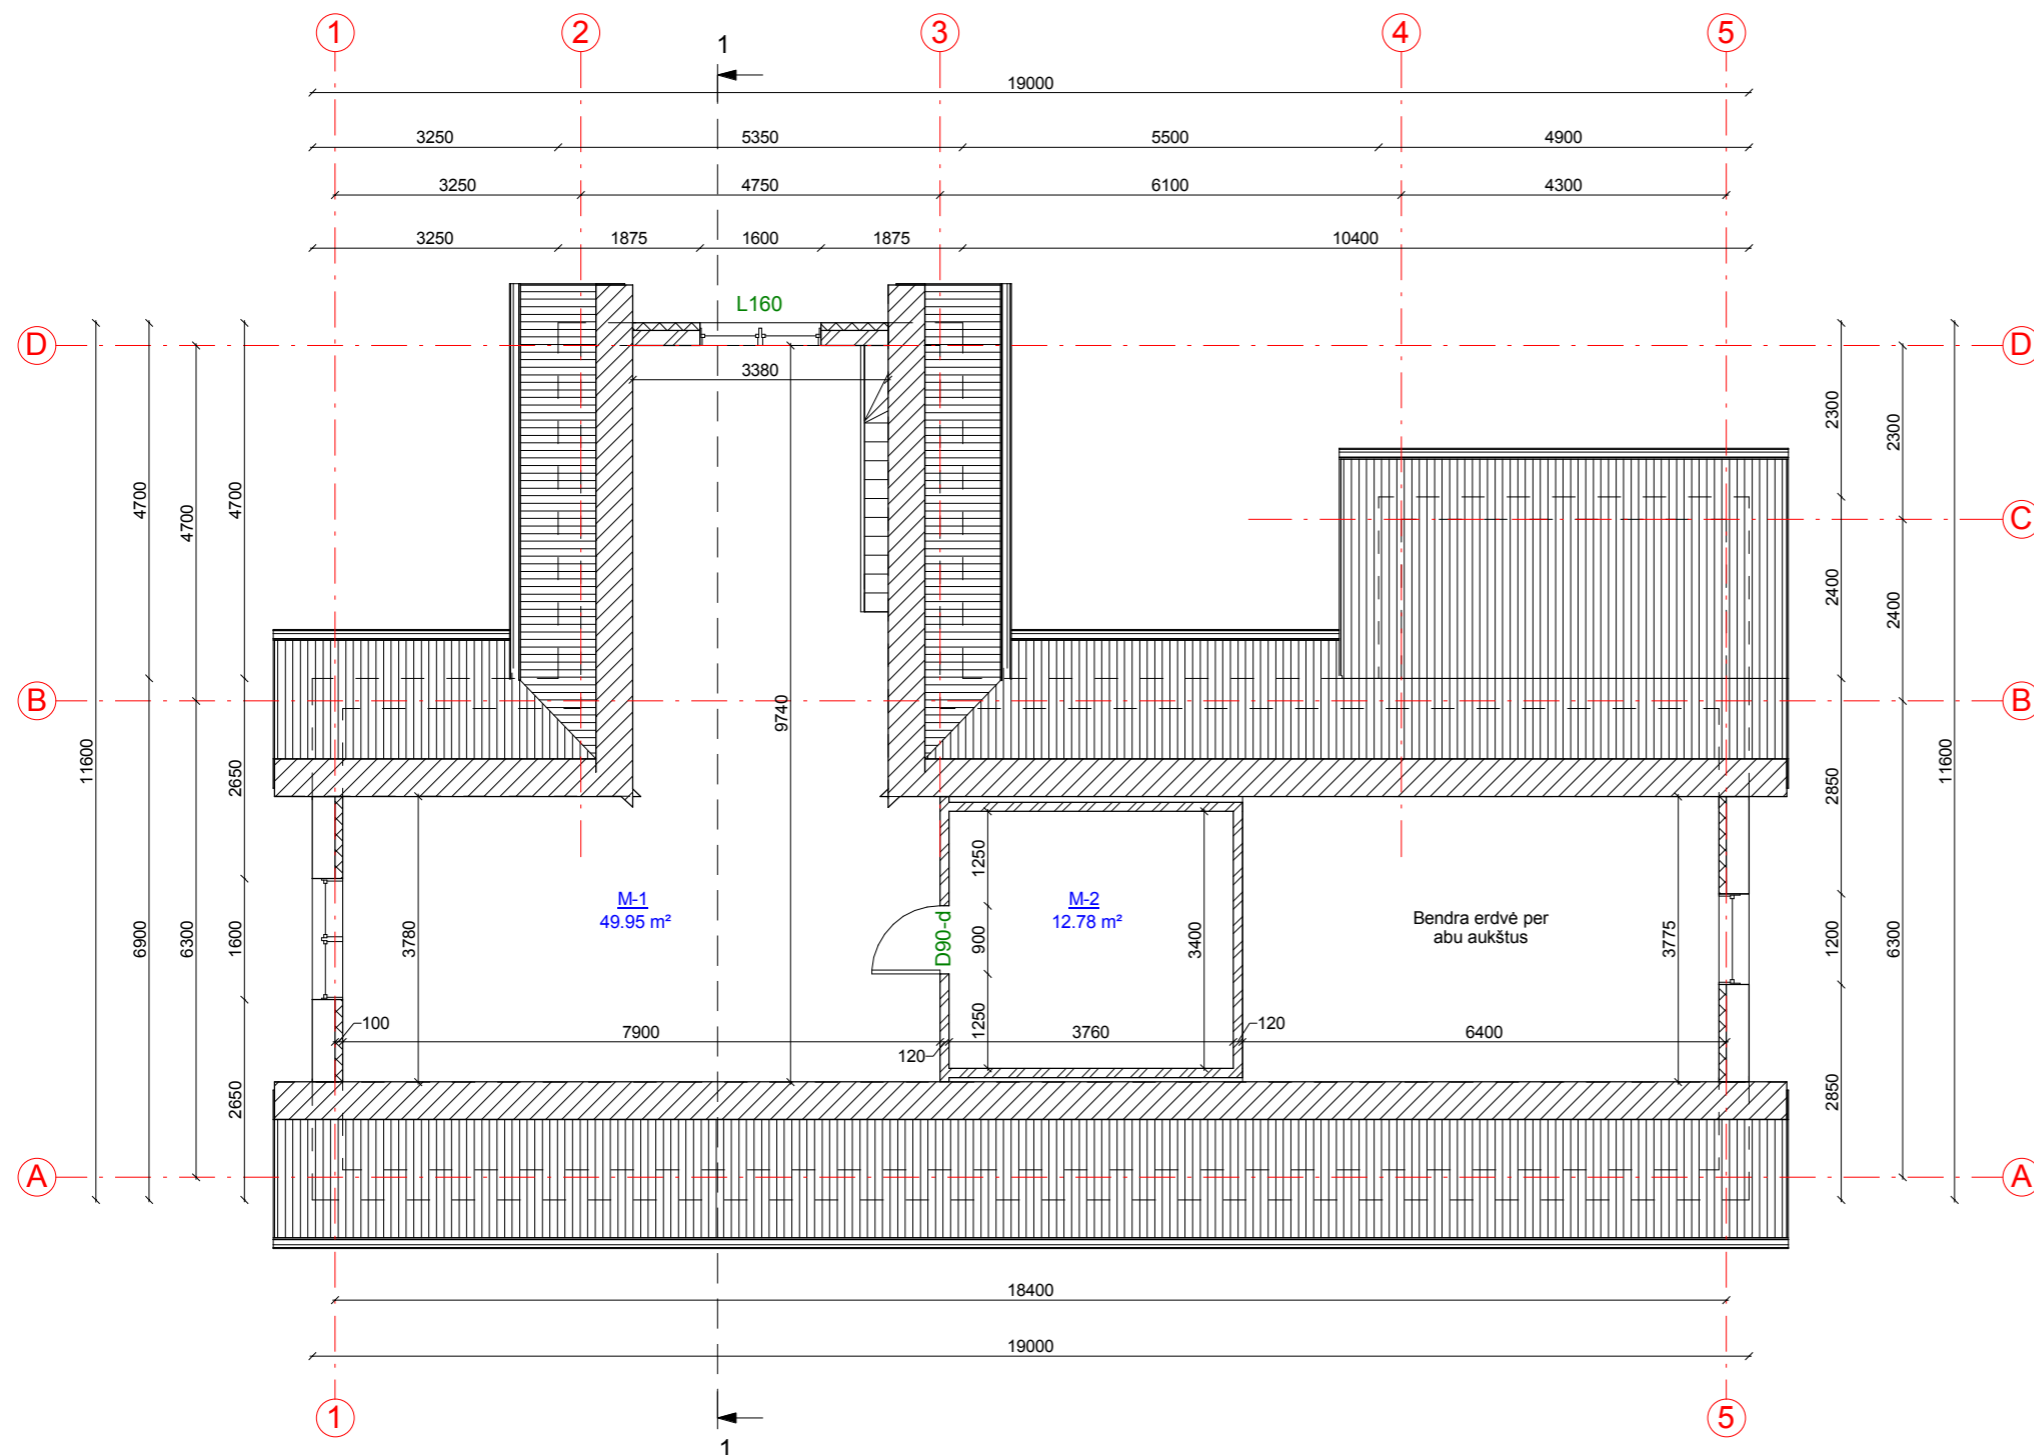 1 2 3 4 5
1
19000
3250 5350 5500 4900
3250 4750 6100 4300
3250 1875 1600 1875 10400
L160
D D
3380
4700 4700 4700 2300 2300
C
2400 2400
B B
9740
11600 11600
2650 2850
1250
M-1
49.95 m²
M-2
12.78 m²
Bendra erdvė per
abu aukštus
D90-d
6900 6300 1600 3780 900 3400 3775 1200 6300
100 7900 1250 3760 120 6400
120
2650 2850
A A
18400
19000
1 5
1